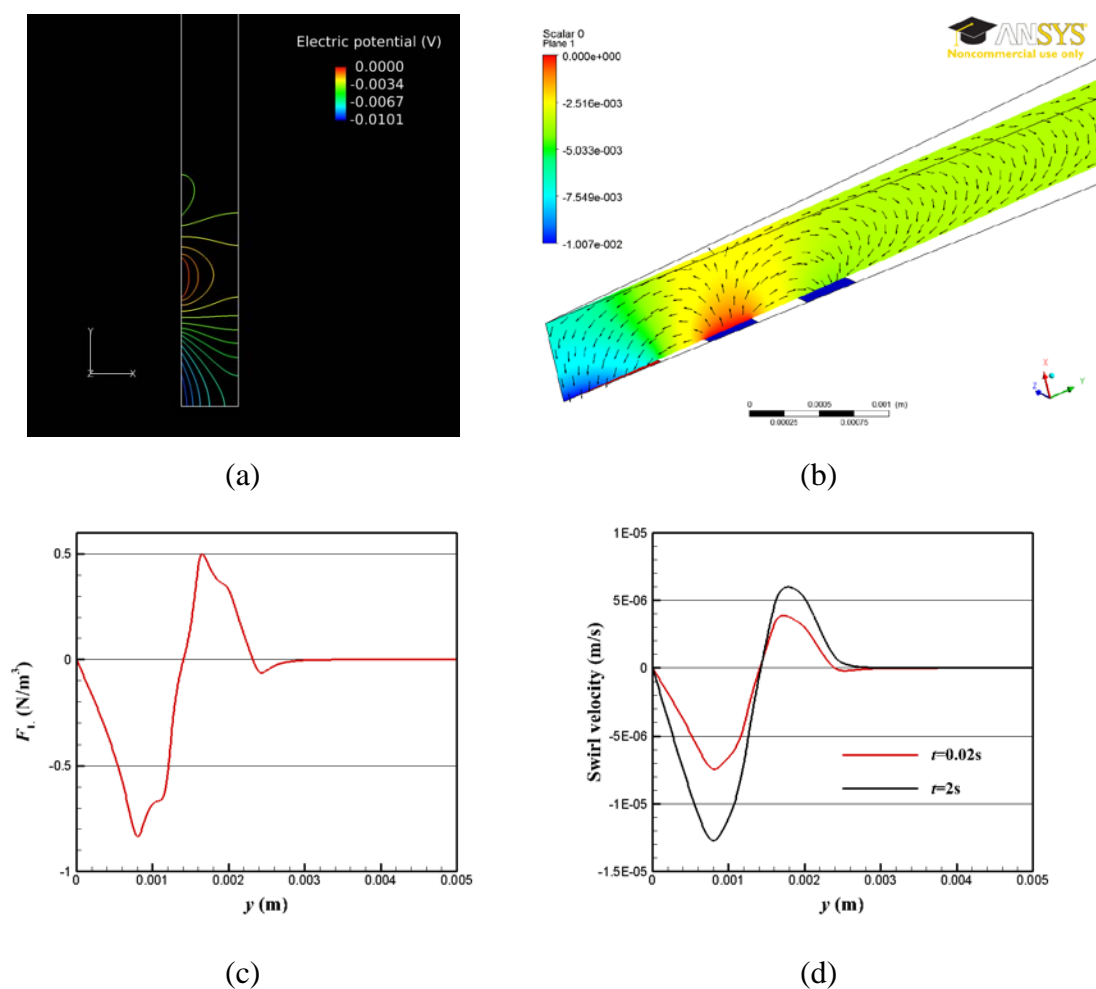 Electric potential (V)
0.0000
-0.0034
-0.0067
-0.0101
Y
Z
X
(a)
Scalar 0
Plane 1
0.000e+000
-2.516e-003
-5.033e-003
-7.549e-003
-1.007e-002
ANSYS
Noncommercial use only
0
0.0005
0.001 (m)
0.00025
0.00075
X
Z
Y
(b)
0.5
0
-0.5
-1
F_L (N/m³)
0
0.001
0.002
0.003
0.004
0.005
y (m)
(c)
1E-05
5E-06
0
-5E-06
-1E-05
-1.5E-05
Swirl velocity (m/s)
t=0.02s
t=2s
0
0.001
0.002
0.003
0.004
0.005
y (m)
(d)